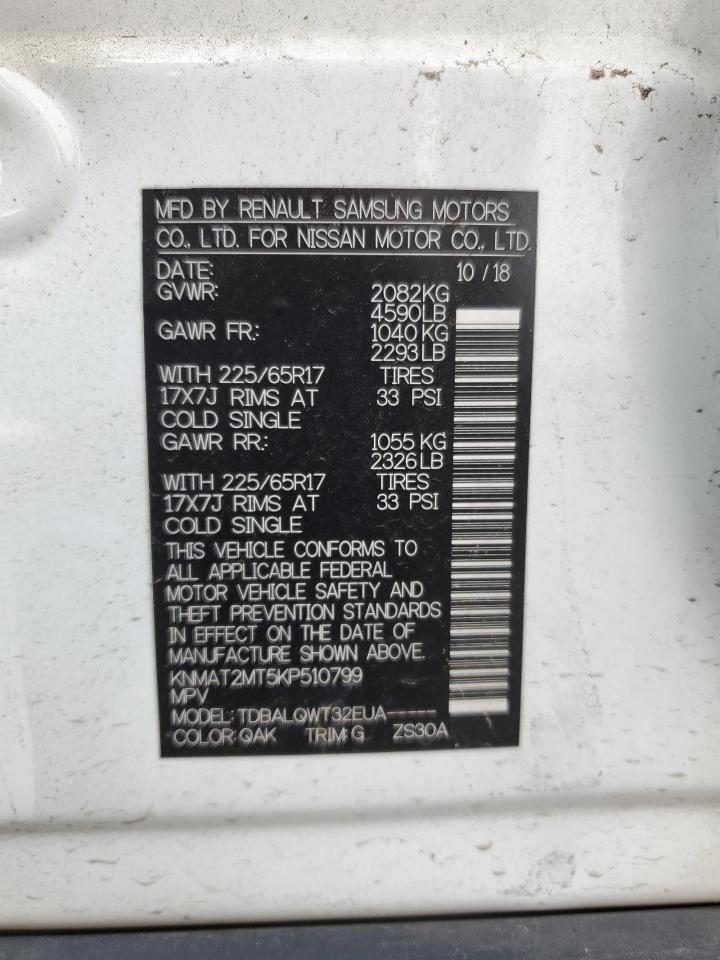 MFD BY RENAULT SAMSUNG MOTORS
CO., LTD. FOR NISSAN MOTOR CO., LTD.
DATE: 10 / 18
GVWR: 2082KG
4590LB
GAWR FR.: 1040 KG
2293LB
WITH 225/65R17 TIRES
17X7J RIMS AT 33 PSI
COLD SINGLE
GAWR RR.: 1055 KG
2326LB
WITH 225/65R17 TIRES
17X7J RIMS AT 33 PSI
COLD SINGLE
THIS VEHICLE CONFORMS TO
ALL APPLICABLE FEDERAL
MOTOR VEHICLE SAFETY AND
THEFT PREVENTION STANDARDS
IN EFFECT ON THE DATE OF
MANUFACTURE SHOWN ABOVE.
KNMAT2MT5KP510799
MPV
MODEL: TDBALQWT32EUA-----
COLOR: QAK TRIM: G ZS30A